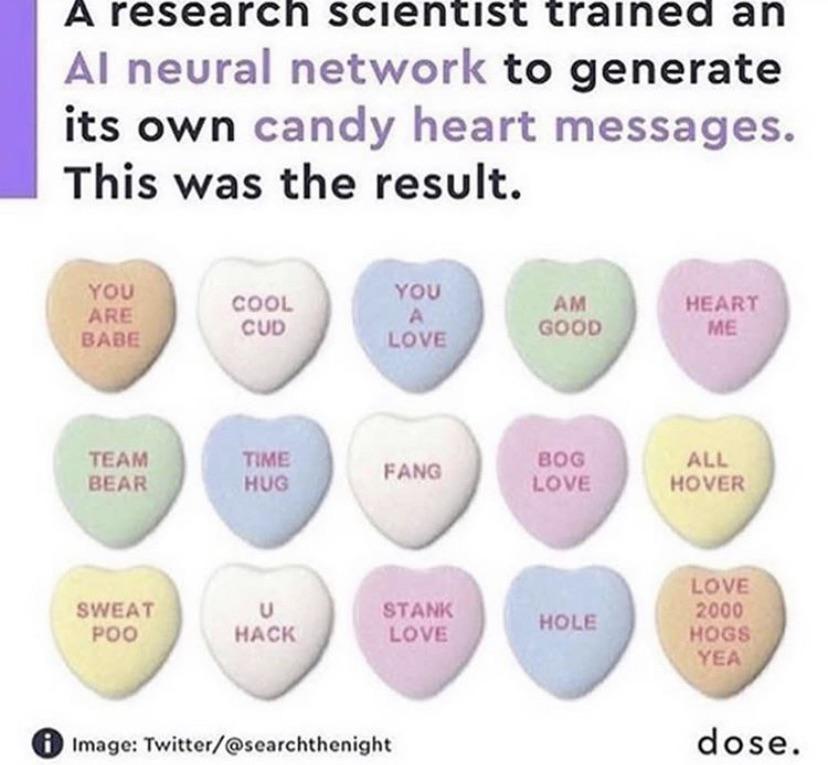 A research scientist trained an
AI neural network to generate
its own candy heart messages.
This was the result.
YOU
ARE
BABE
COOL
CUD
YOU
A
LOVE
AM
GOOD
HEART
ME
TEAM
BEAR
TIME
HUG
FANG
BOG
LOVE
ALL
HOVER
SWEAT
POO
U
HACK
STANK
LOVE
HOLE
LOVE
2000
HOGS
YEA
i Image: Twitter/@searchthenight
dose.